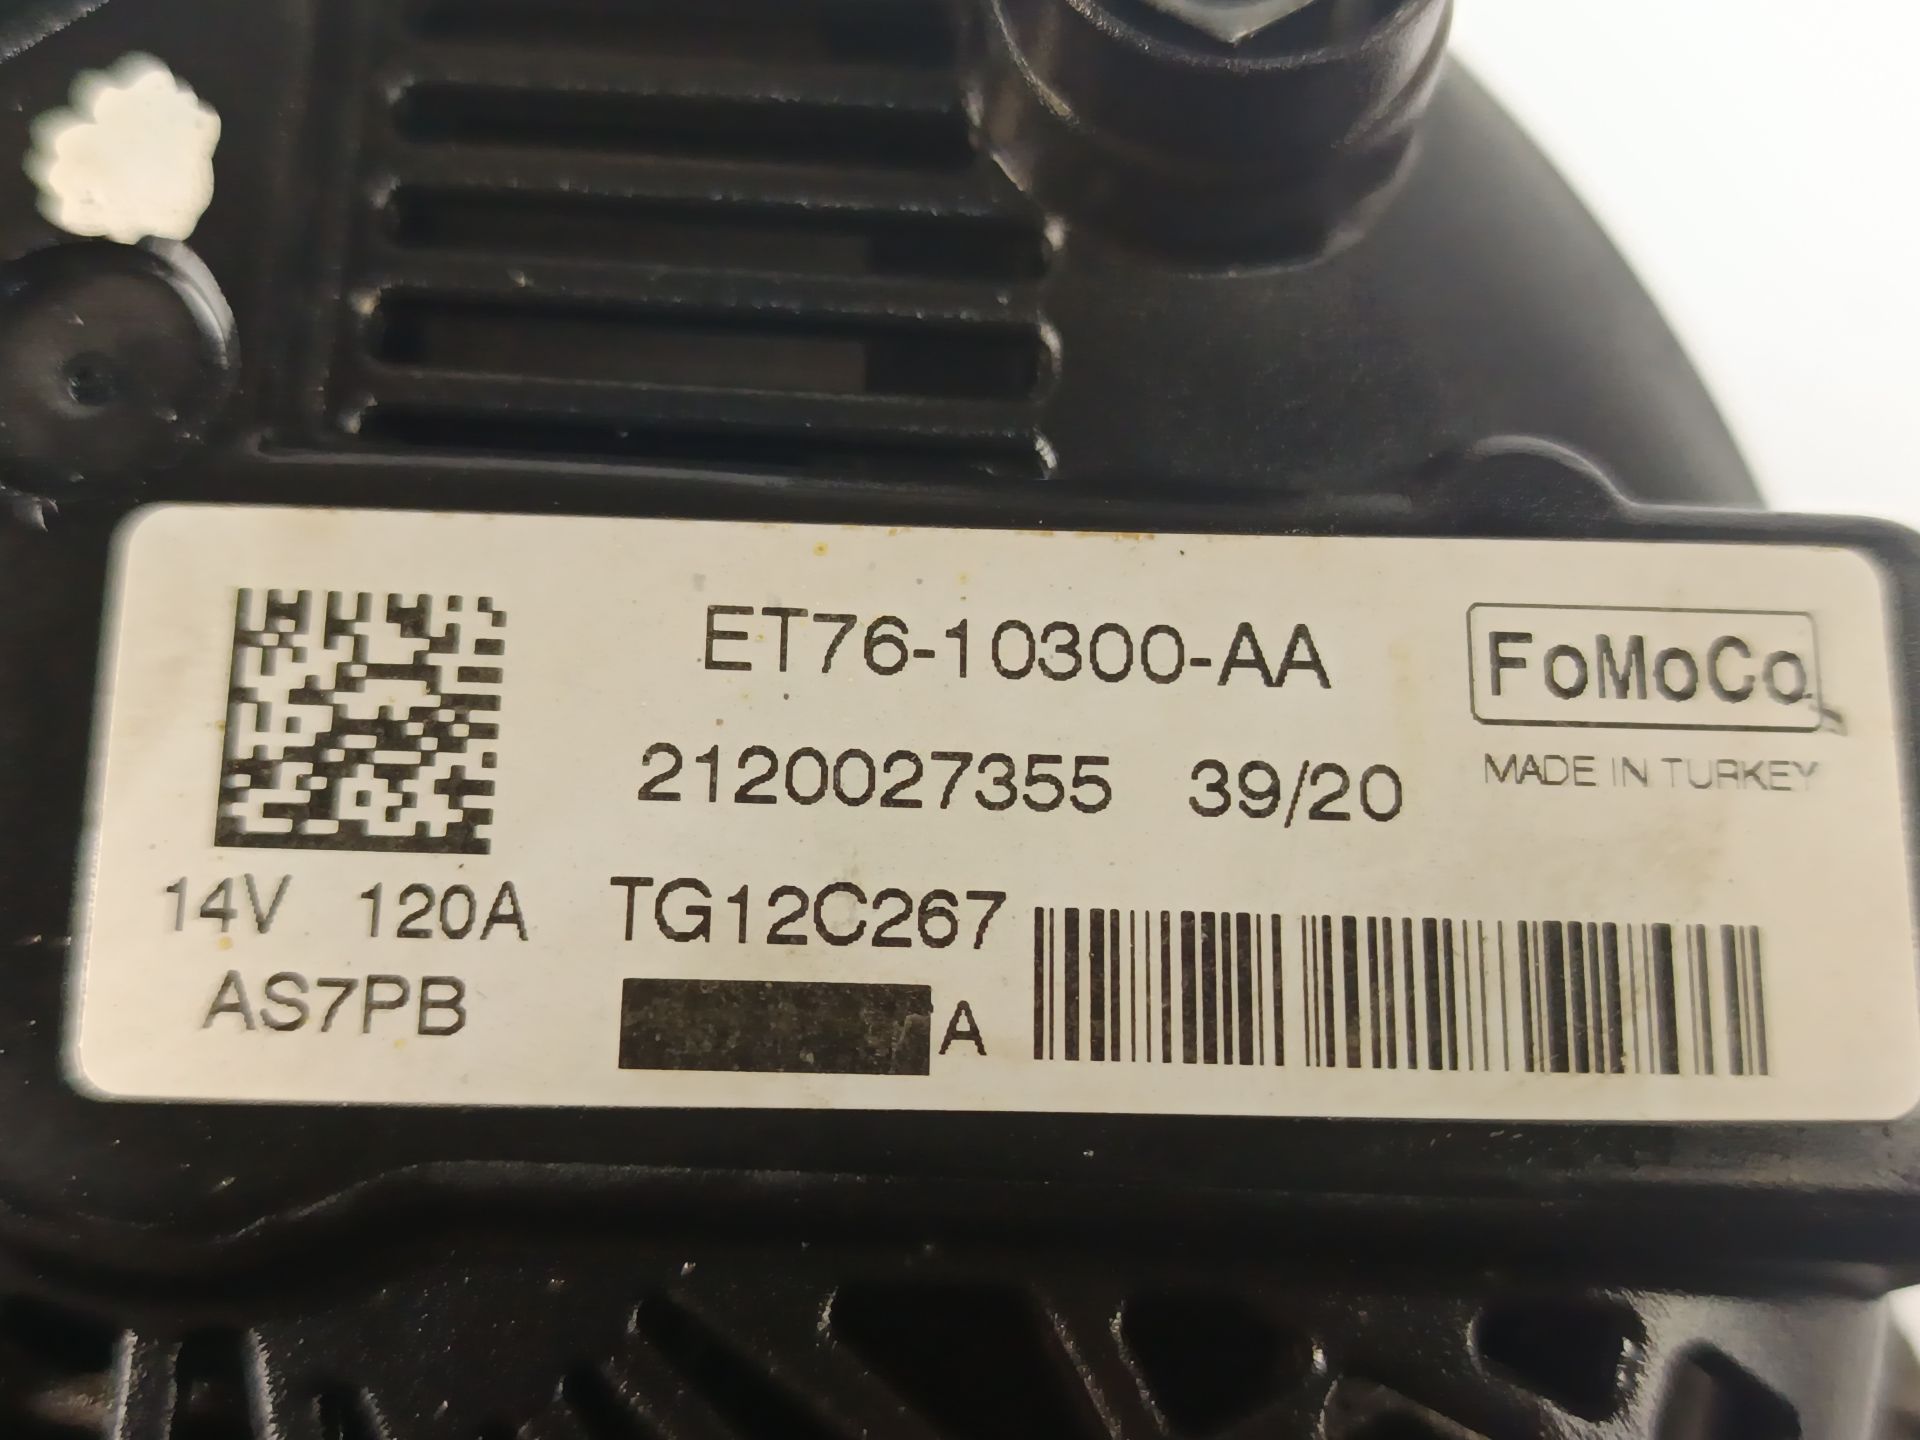 ET76-10300-AA
FoMoCo
MADE IN TURKEY
2120027355 39/20
14V 120A TG12C267
AS7PB
A